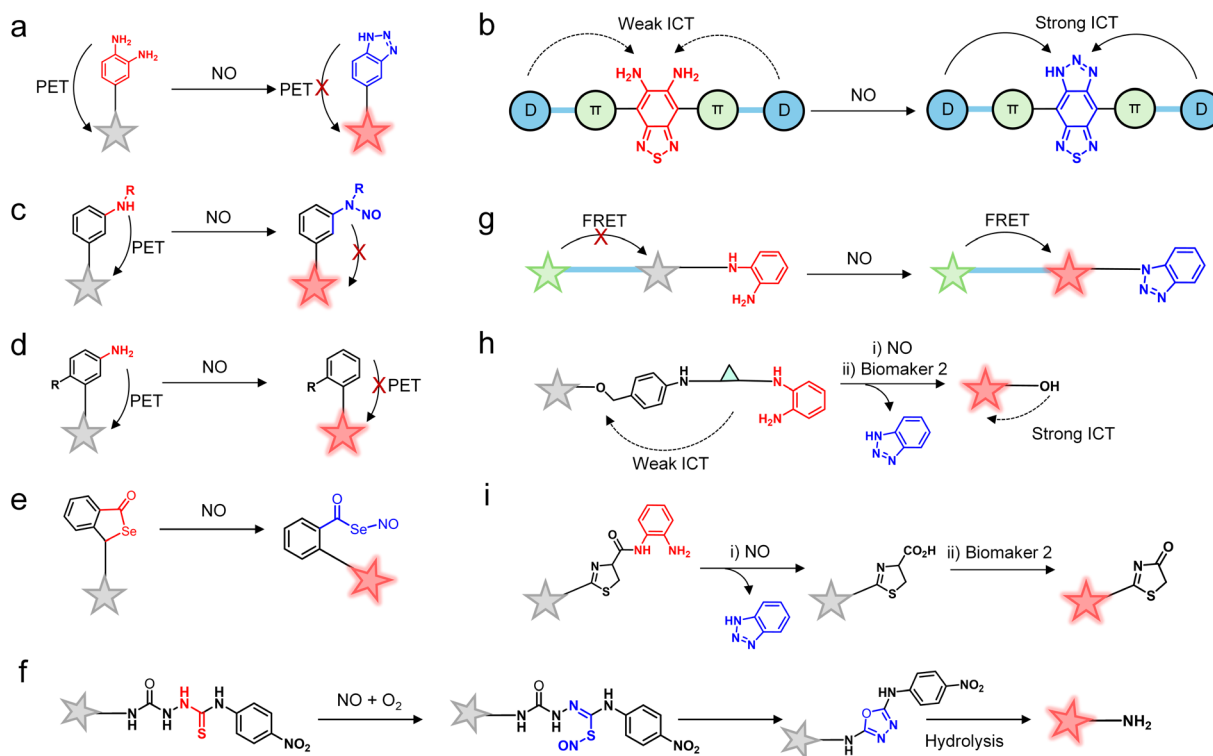 a
NH₂
NH₂
PET
NO
HN
N
N
PET
X
b
Weak ICT
H₂N
NH₂
D
π
π
D
N
N
S
NO
Strong ICT
HN
N
N
D
π
π
D
N
N
S
c
R
NH
PET
NO
R
N
NO
X
g
FRET
X
H
N
H₂N
NO
FRET
N
N
N
d
NH₂
R
PET
NO
R
X
PET
h
O
H
N
H
N
H₂N
Weak ICT
i) NO
ii) Biomaker 2
HN
N
N
OH
Strong ICT
e
O
Se
NO
O
Se
NO
i
O
NH
NH₂
N
S
i) NO
HN
N
N
CO₂H
N
S
ii) Biomaker 2
O
N
S
f
O
N
H
H
N
N
H
S
H
N
NO₂
NO + O₂
O
N
H
H
N
N
S
ON
H
N
NO₂
NO₂
HN
O
N
N
N
H
Hydrolysis
NH₂